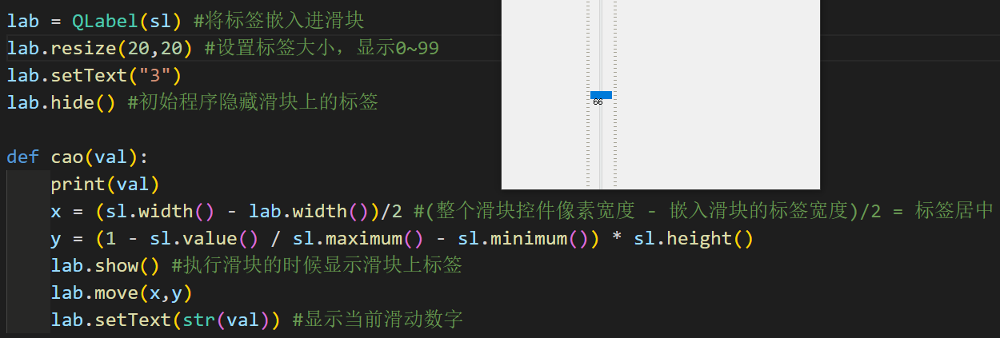 lab = QLabel(sl) #将标签嵌入进滑块
lab.resize(20,20) #设置标签大小，显示0~99
lab.setText("3")
lab.hide() #初始程序隐藏滑块上的标签
66
def cao(val):
print(val)
x = (sl.width() - lab.width())/2 #(整个滑块控件像素宽度 - 嵌入滑块的标签宽度)/2 = 标签居中
y = (1 - sl.value() / sl.maximum() - sl.minimum()) * sl.height()
lab.show() #执行滑块的时候显示滑块上标签
lab.move(x,y)
lab.setText(str(val)) #显示当前滑动数字